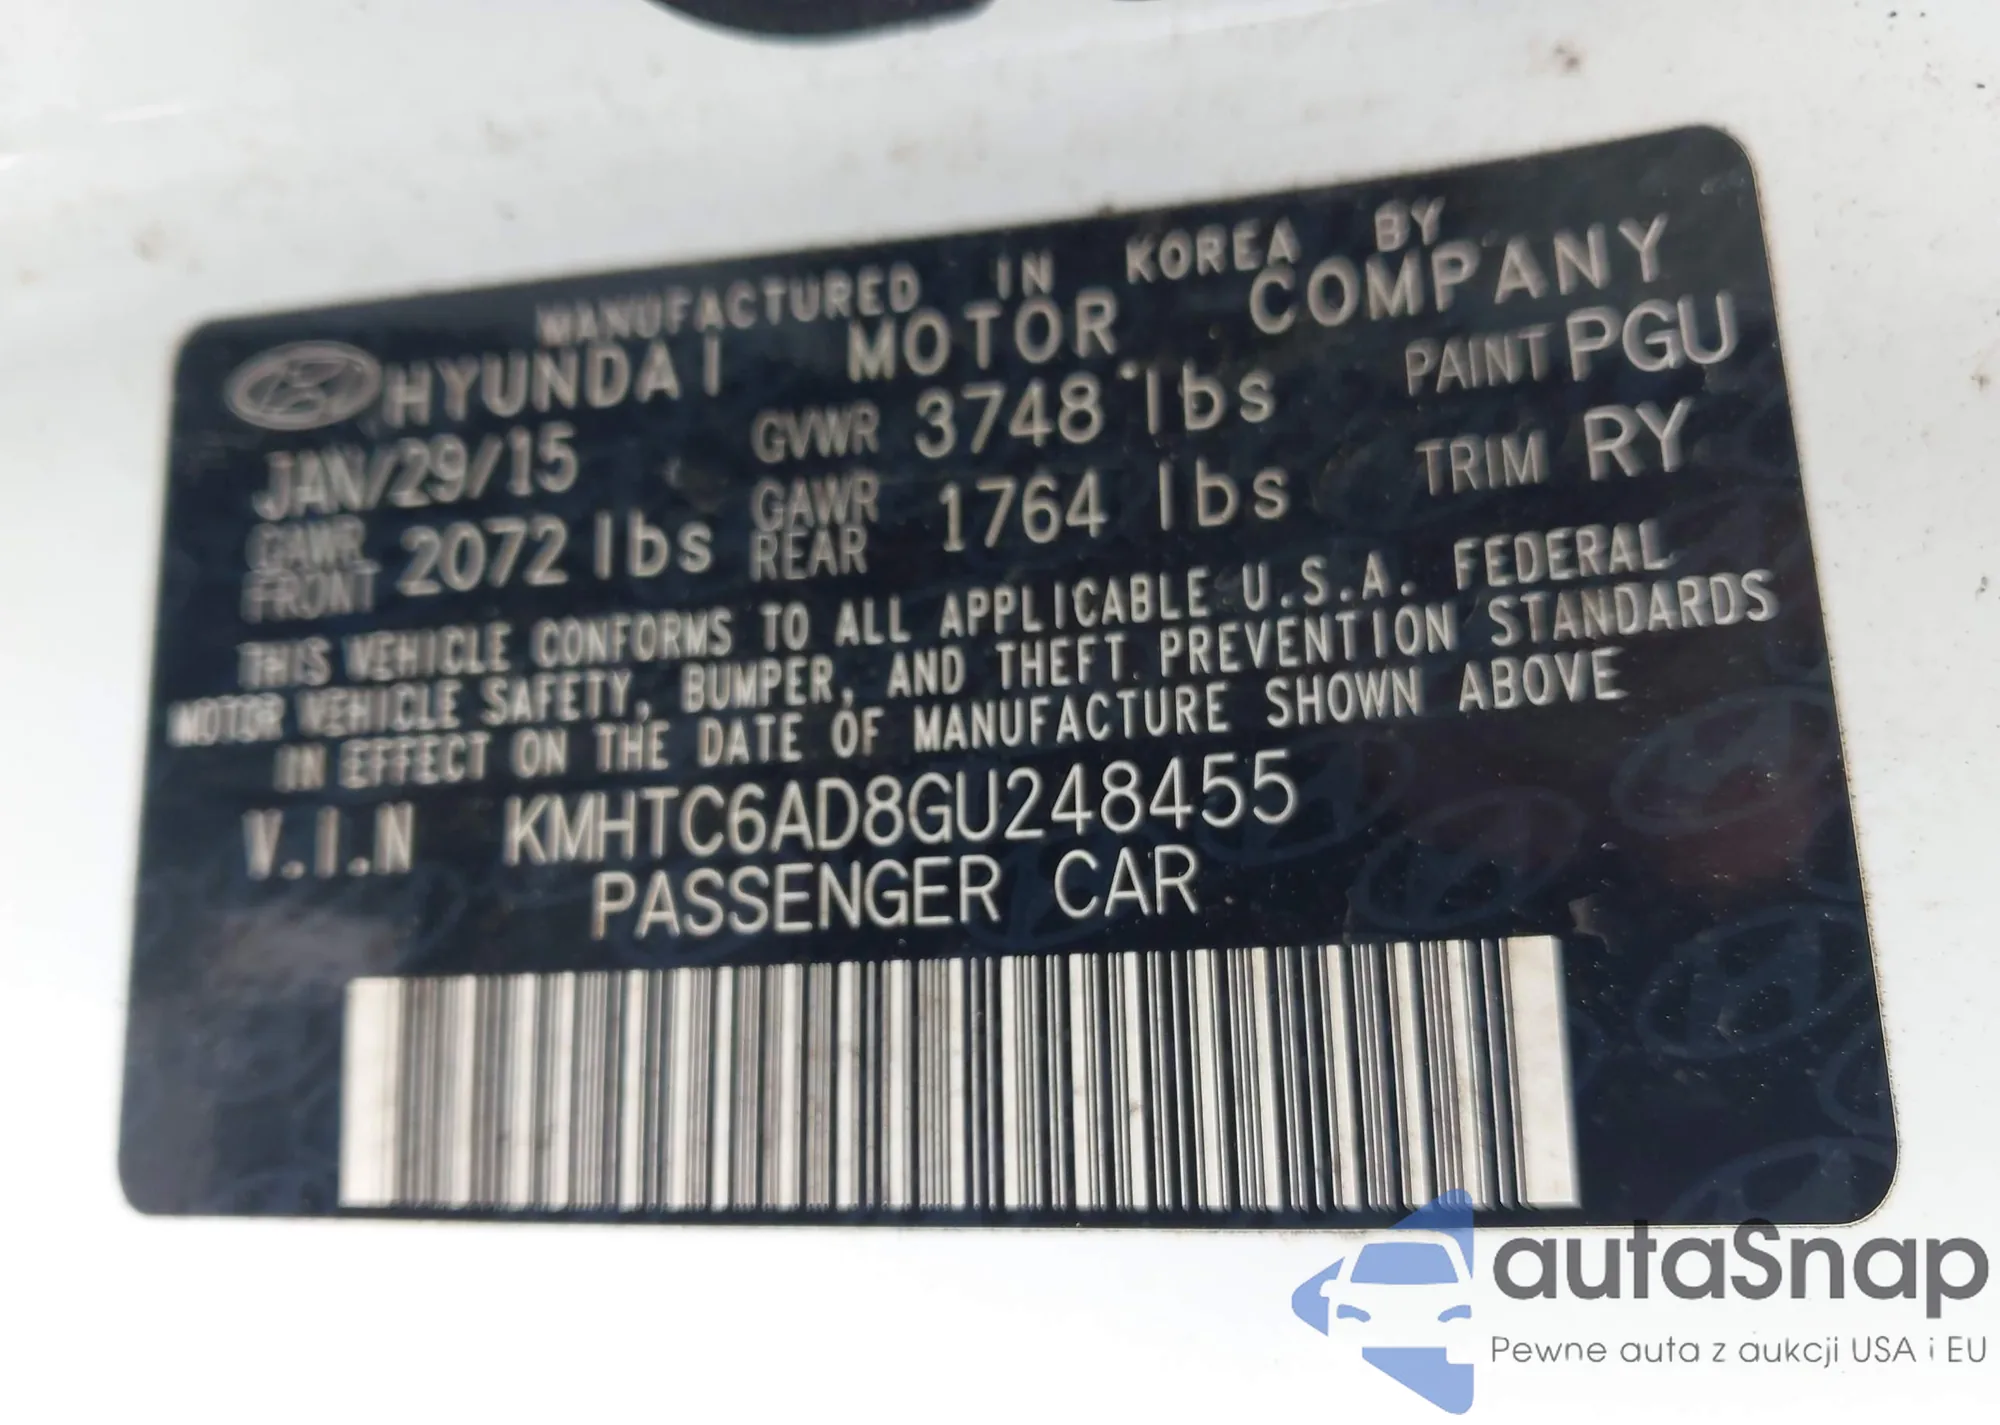 MANUFACTURED IN KOREA BY
HYUNDAI MOTOR COMPANY
JAN/29/15 GVWR 3748 lbs PAINT PGU
GAWR FRONT 2072 lbs GAWR REAR 1764 lbs TRIM RY
THIS VEHICLE CONFORMS TO ALL APPLICABLE U.S.A. FEDERAL
MOTOR VEHICLE SAFETY, BUMPER, AND THEFT PREVENTION STANDARDS
IN EFFECT ON THE DATE OF MANUFACTURE SHOWN ABOVE
V.I.N KMHTC6AD8GU248455
PASSENGER CAR
autaSnap
Pewne auta z aukcji USA i EU